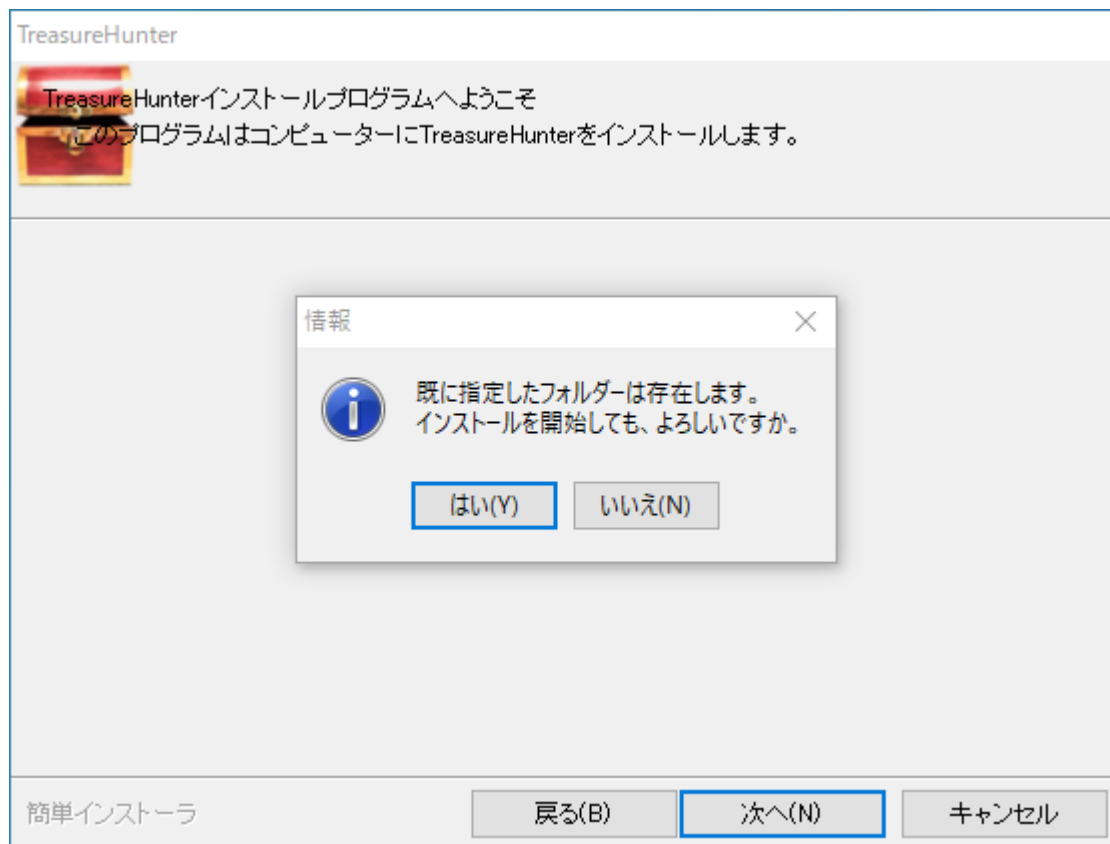 TreasureHunter
TreasureHunterインストールプログラムへようこそ
このプログラムはコンピューターにTreasureHunterをインストールします。
情報
既に指定したフォルダーは存在します。
インストールを開始しても、よろしいですか。
はい(Y)
いいえ(N)
簡単インストーラ
戻る(B)
次へ(N)
キャンセル